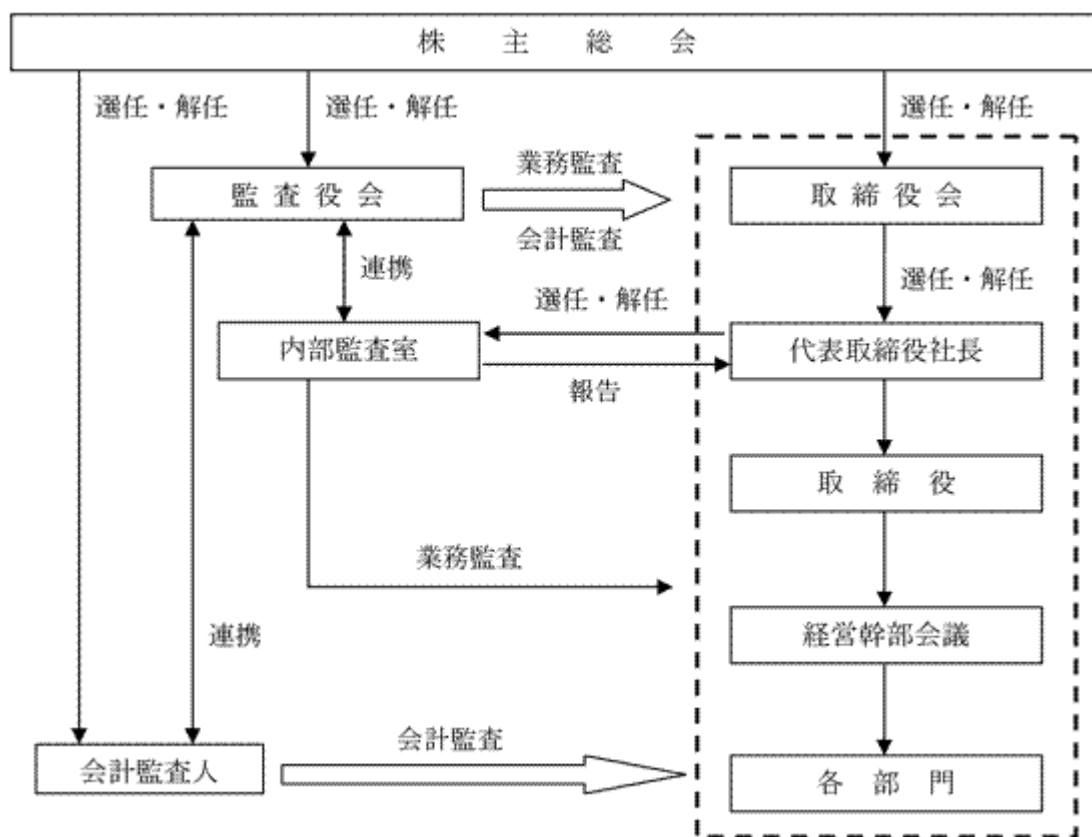 株主総会
選任・解任
選任・解任
選任・解任
監査役会
業務監査
会計監査
取締役会
連携
選任・解任
選任・解任
内部監査室
代表取締役社長
報告
取締役
業務監査
経営幹部会議
連携
会計監査
会計監査人
各部門